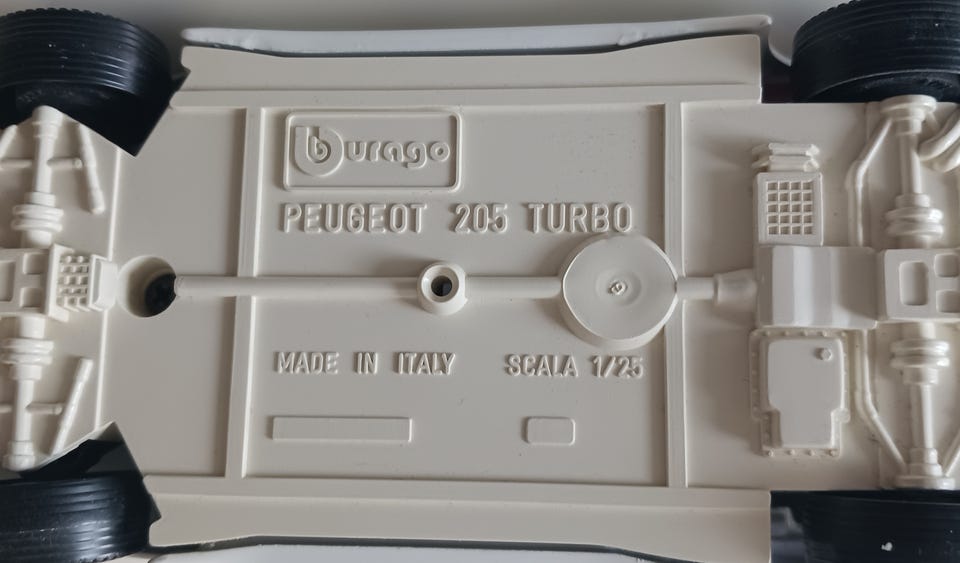 burago
PEUGEOT 205 TURBO
MADE IN ITALY
SCALA 1/25